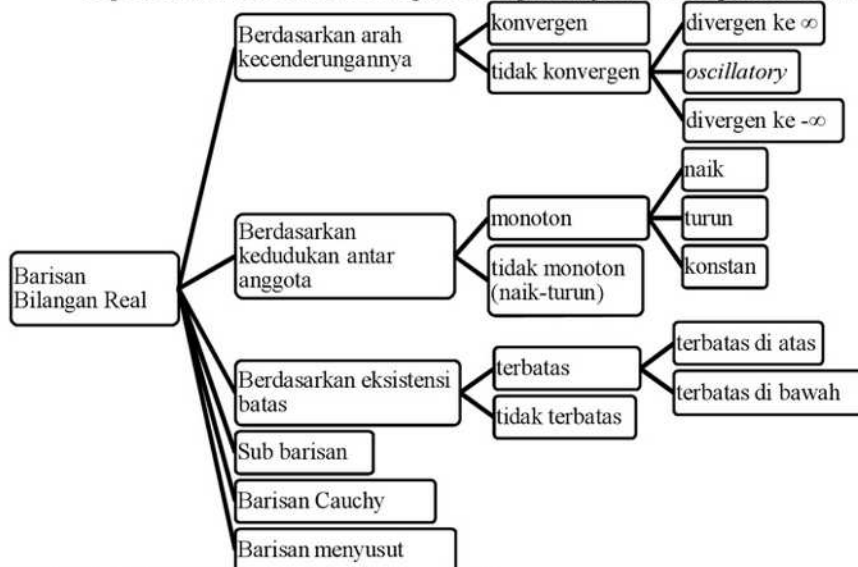 Barisan
Bilangan Real
Berdasarkan arah
kecenderungannya
konvergen
tidak konvergen
divergen ke ∞
oscillatory
divergen ke -∞
Berdasarkan
kedudukan antar
anggota
monoton
tidak monoton
(naik-turun)
naik
turun
konstan
Berdasarkan eksistensi
batas
terbatas
tidak terbatas
terbatas di atas
terbatas di bawah
Sub barisan
Barisan Cauchy
Barisan menyusut